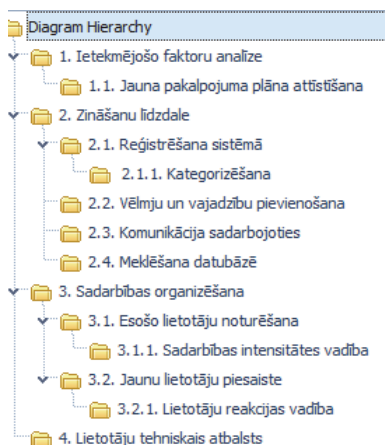 Diagram Hierarchy
1. Ietekmējošo faktoru analīze
1.1. Jauna pakalpojuma plāna attīstīšana
2. Zināšanu līdzdale
2.1. Reģistrēšana sistēmā
2.1.1. Kategorizēšana
2.2. Vēlmju un vajadzību pievienošana
2.3. Komunikācija sadarbojoties
2.4. Meklēšana datubāzē
3. Sadarbības organizēšana
3.1. Esošo lietotāju noturēšana
3.1.1. Sadarbības intensitātes vadība
3.2. Jaunu lietotāju piesaiste
3.2.1. Lietotāju reakcijas vadība
4. Lietotāju tehniskais atbalsts